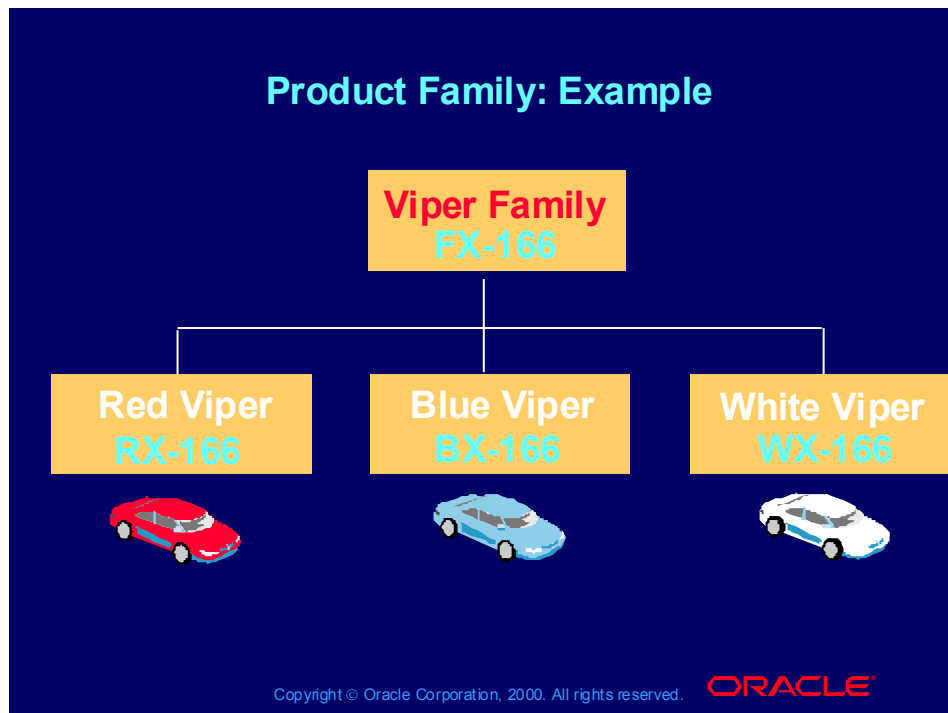 Product Family: Example
Viper Family
FX-166
Red Viper
RX-166
Blue Viper
BX-166
White Viper
WX-166
Copyright © Oracle Corporation, 2000. All rights reserved.
ORACLE®